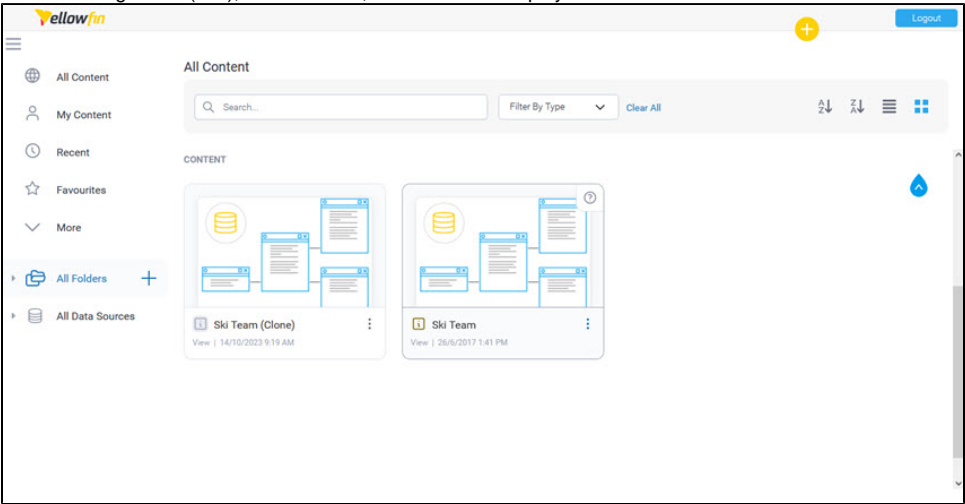 Yellowfin
Logout
All Content
My Content
Recent
Favourites
More
All Folders
All Data Sources
All Content
Search...
Filter By Type
Clear All
CONTENT
Ski Team (Clone)
View | 14/10/2023 9:19 AM
Ski Team
View | 26/6/2017 1:41 PM